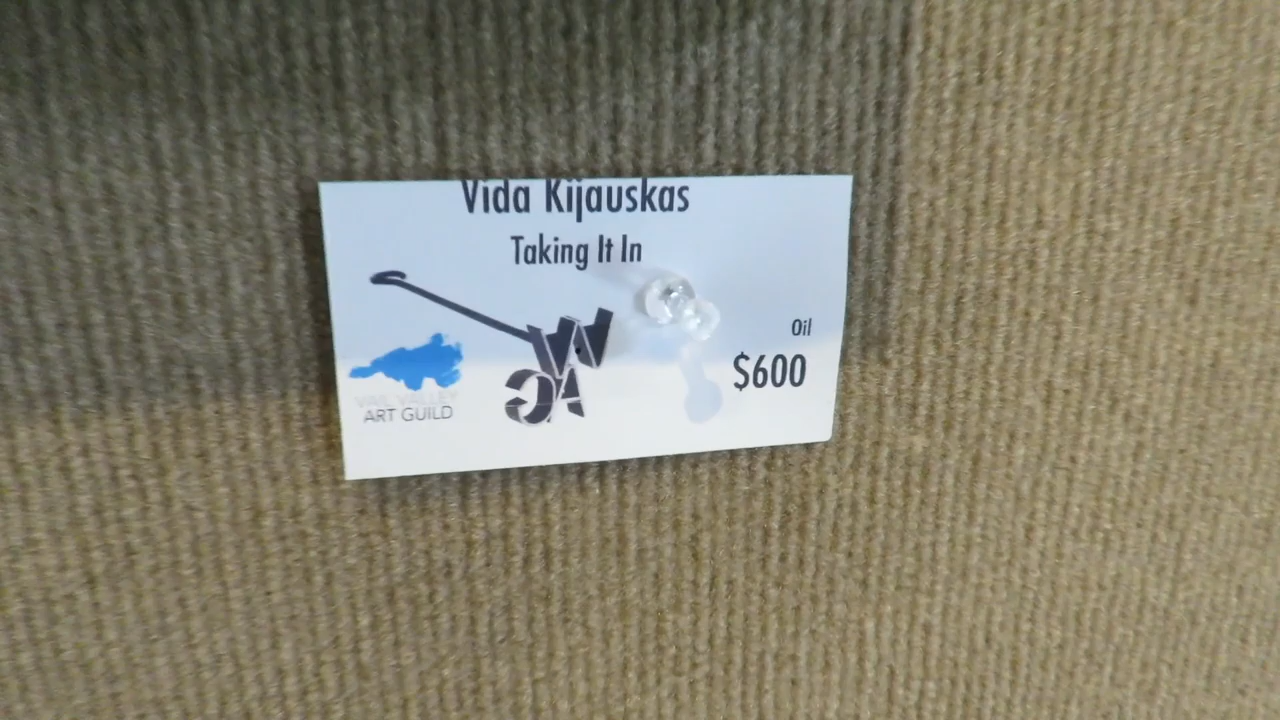 Vida Kijauskas
Taking It In
Oil
$600
VAIL VALLEY
ART GUILD